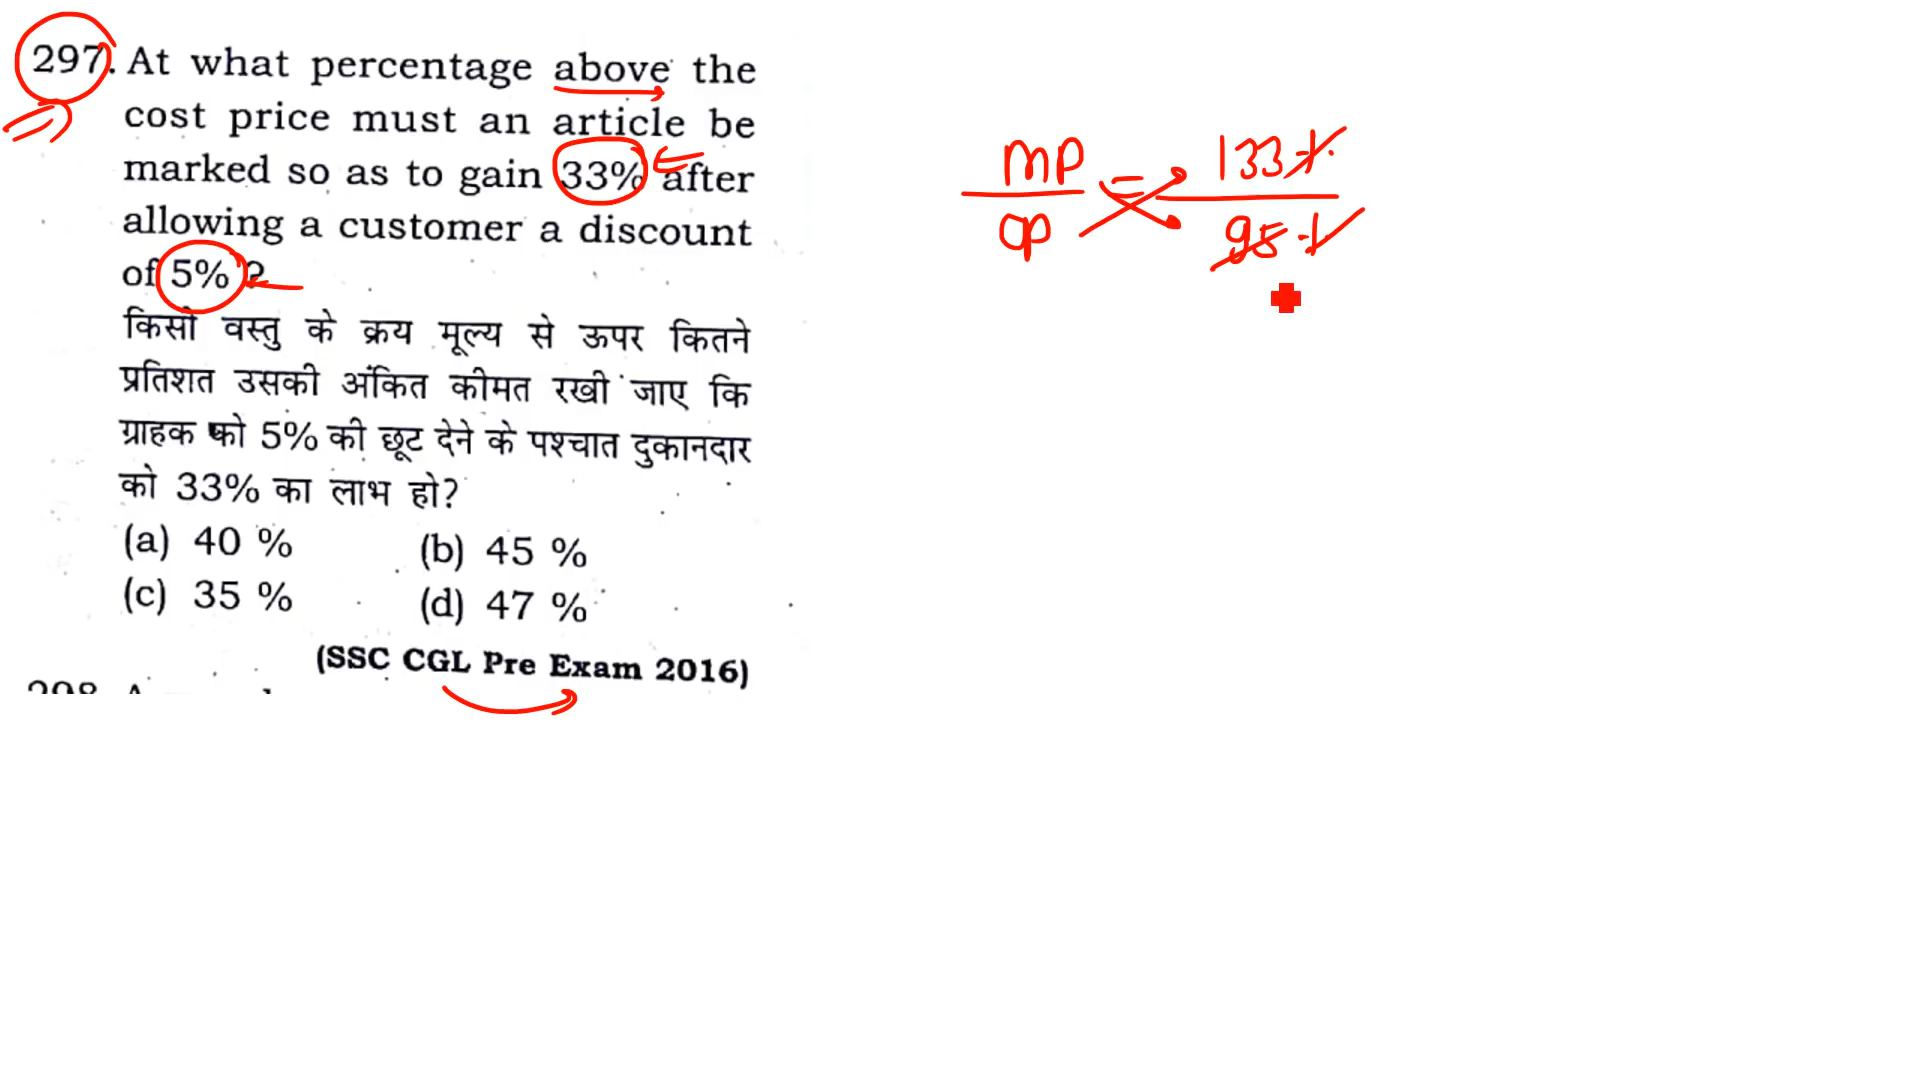 297. At what percentage above the
cost price must an article be
marked so as to gain 33% after
allowing a customer a discount
of 5% ?
किसी वस्तु के क्रय मूल्य से ऊपर कितने
प्रतिशत उसकी अंकित कीमत रखी जाए कि
ग्राहक को 5% की छूट देने के पश्चात दुकानदार
को 33% का लाभ हो?
(a) 40 % (b) 45 %
(c) 35 % (d) 47 %
(SSC CGL Pre Exam 2016)
MP = 133%
CP 95%